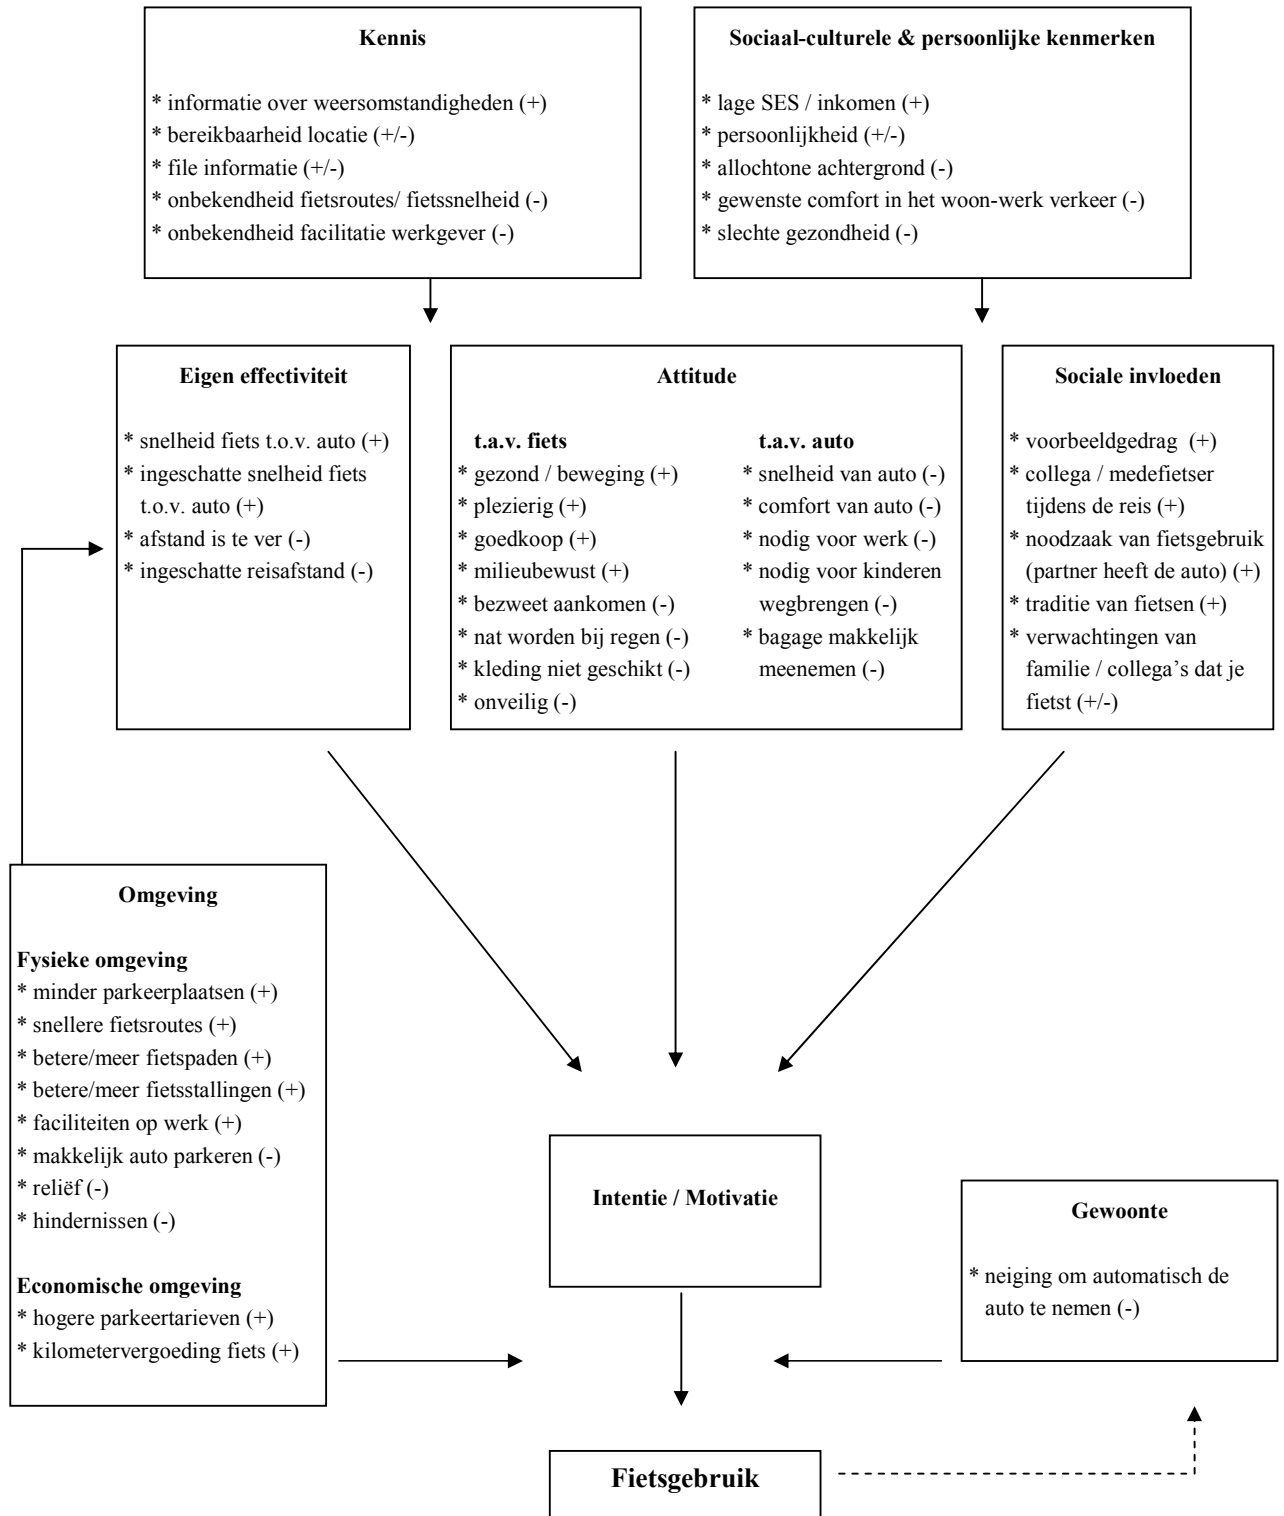 Kennis
* informatie over weersomstandigheden (+)
* bereikbaarheid locatie (+/-)
* file informatie (+/-)
* onbekendheid fietsroutes/ fietssnelheid (-)
* onbekendheid facilitatie werkgever (-)
Sociaal-culturele & persoonlijke kenmerken
* lage SES / inkomen (+)
* persoonlijkheid (+/-)
* allochtone achtergrond (-)
* gewenste comfort in het woon-werk verkeer (-)
* slechte gezondheid (-)
Eigen effectiviteit
* snelheid fiets t.o.v. auto (+)
* ingeschatte snelheid fiets
t.o.v. auto (+)
* afstand is te ver (-)
* ingeschatte reisafstand (-)
Attitude
t.a.v. fiets
* gezond / beweging (+)
* plezierig (+)
* goedkoop (+)
* milieubewust (+)
* bezweet aankomen (-)
* nat worden bij regen (-)
* kleding niet geschikt (-)
* onveilig (-)
t.a.v. auto
* snelheid van auto (-)
* comfort van auto (-)
* nodig voor werk (-)
* nodig voor kinderen
wegbrengen (-)
* bagage makkelijk
meenemen (-)
Sociale invloeden
* voorbeeldgedrag (+)
* collega / medefietser
tijdens de reis (+)
* noodzaak van fietsgebruik
(partner heeft de auto) (+)
* traditie van fietsen (+)
* verwachtingen van
familie / collega's dat je
fietst (+/-)
Omgeving
Fysieke omgeving
* minder parkeerplaatsen (+)
* snellere fietsroutes (+)
* betere/meer fietspaden (+)
* betere/meer fietsstallingen (+)
* faciliteiten op werk (+)
* makkelijk auto parkeren (-)
* reliëf (-)
* hindernissen (-)
Economische omgeving
* hogere parkeertarieven (+)
* kilometervergoeding fiets (+)
Intentie / Motivatie
Gewoonte
* neiging om automatisch de
auto te nemen (-)
Fietsgebruik